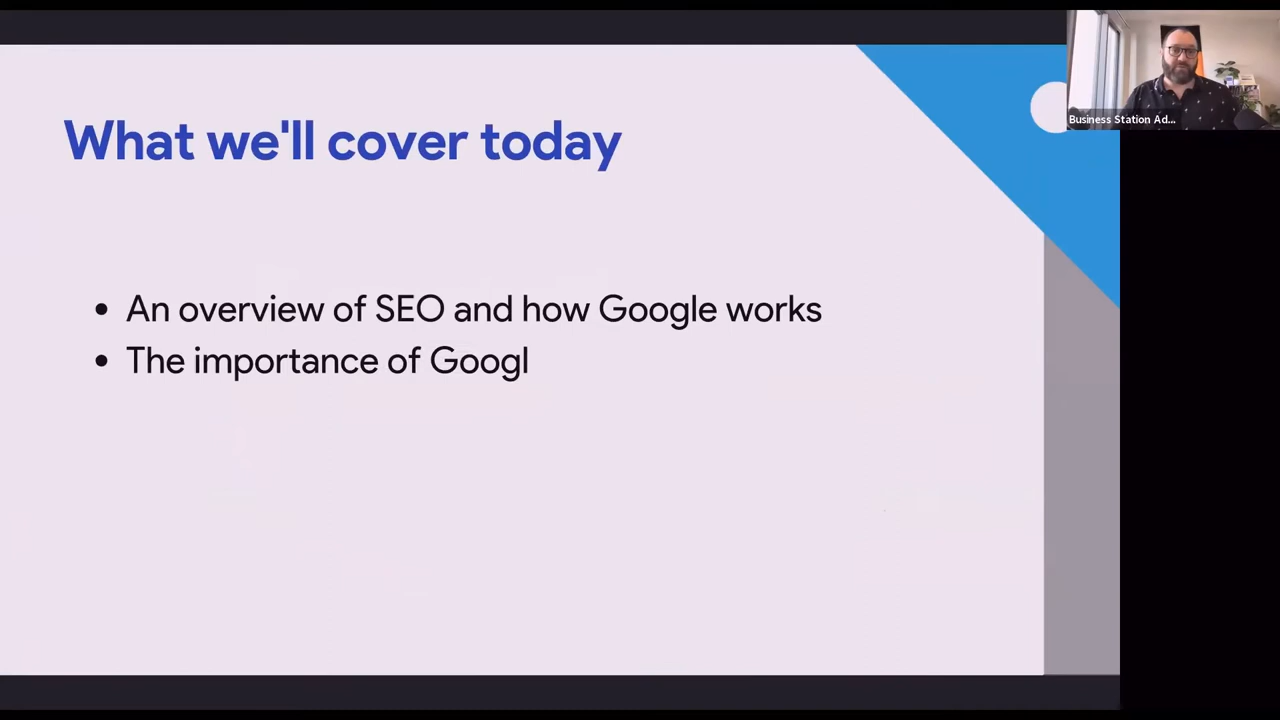 What we'll cover today
Business Station Ad...
• An overview of SEO and how Google works
• The importance of Googl